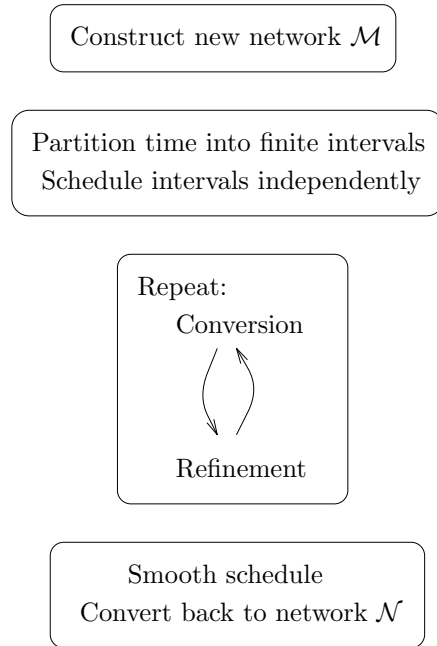 Construct new network ℳ
Partition time into finite intervals
Schedule intervals independently
Repeat:
Conversion
Refinement
Smooth schedule
Convert back to network 𝒩